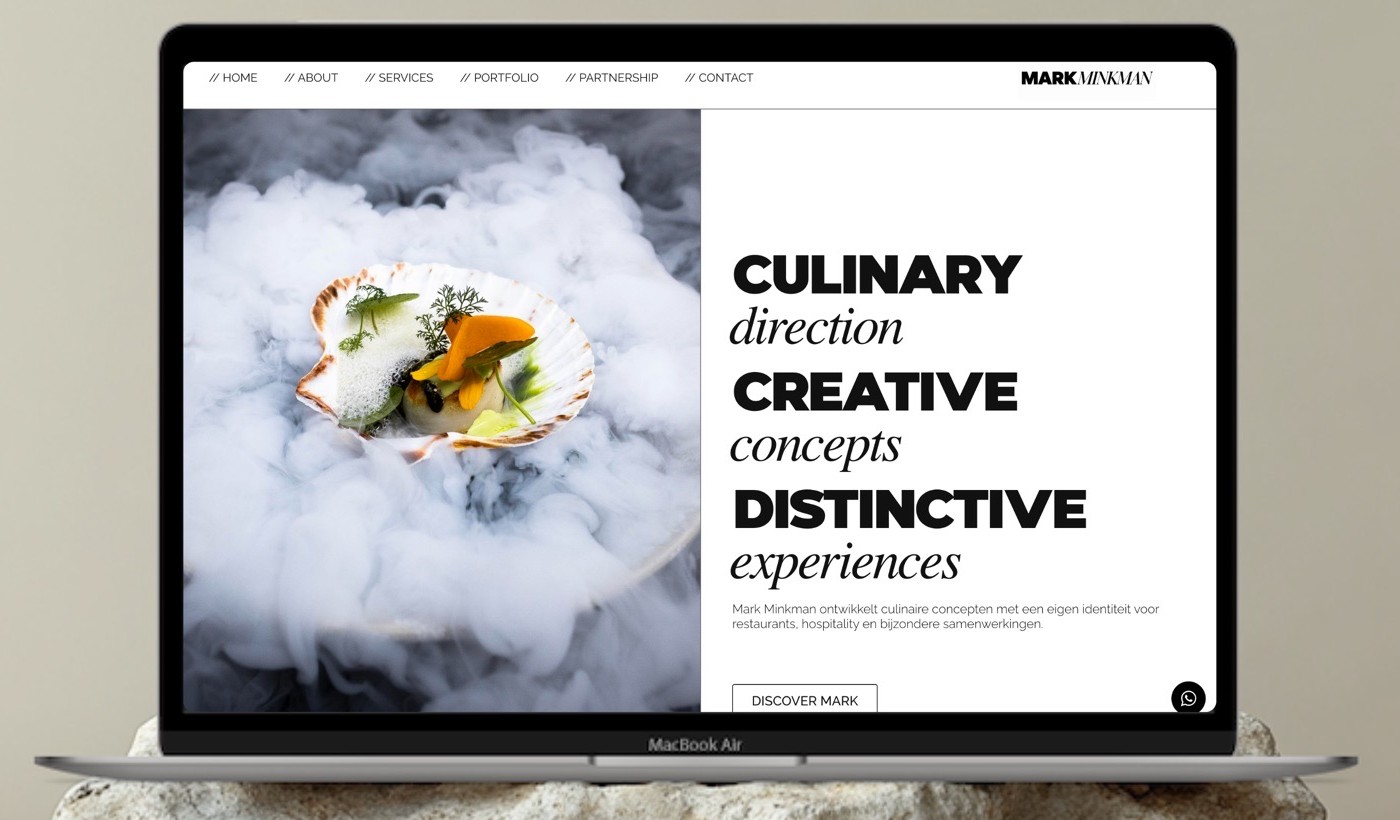 // HOME // ABOUT // SERVICES // PORTFOLIO // PARTNERSHIP // CONTACT MARKMINKMAN
CULINARY
direction
CREATIVE
concepts
DISTINCTIVE
experiences
Mark Minkman ontwikkelt culinaire concepten met een eigen identiteit voor
restaurants, hospitality en bijzondere samenwerkingen.
DISCOVER MARK
MacBook Air